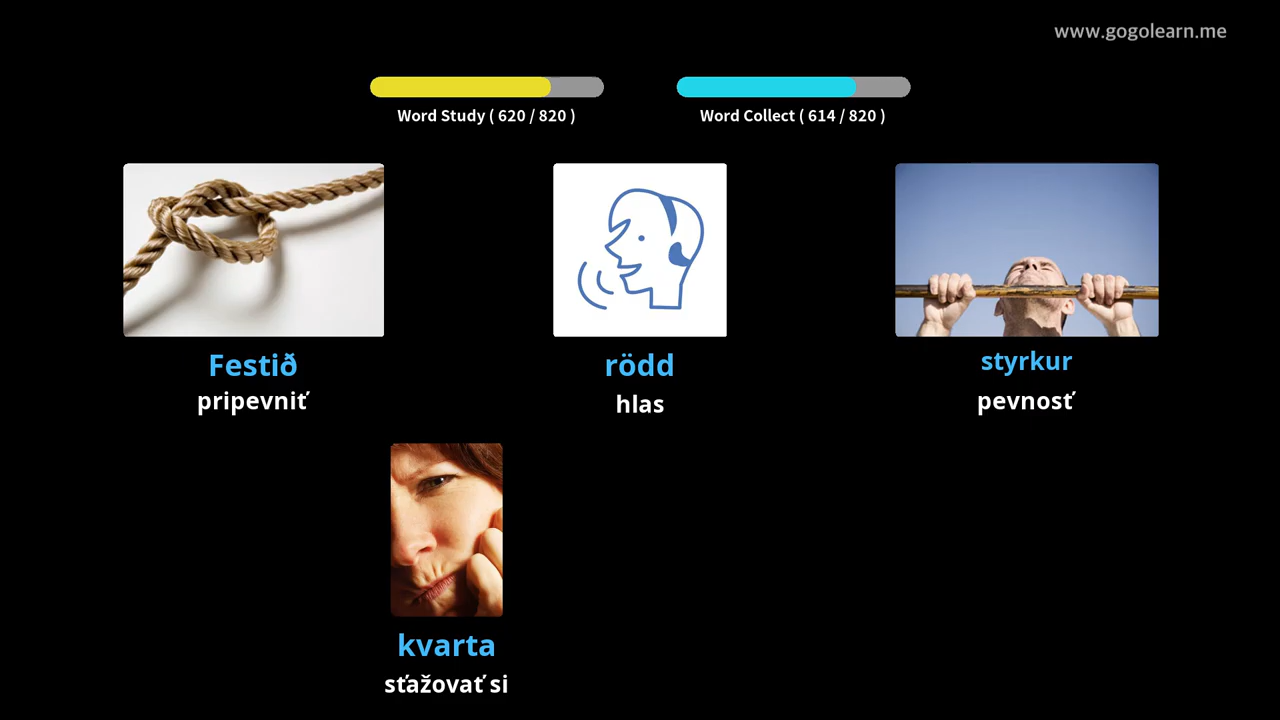 www.gogolearn.me
Word Study ( 620 / 820 )
Word Collect ( 614 / 820 )
Festið
pripevniť
rödd
hlas
styrkur
pevnosť
kvarta
sťažovať si